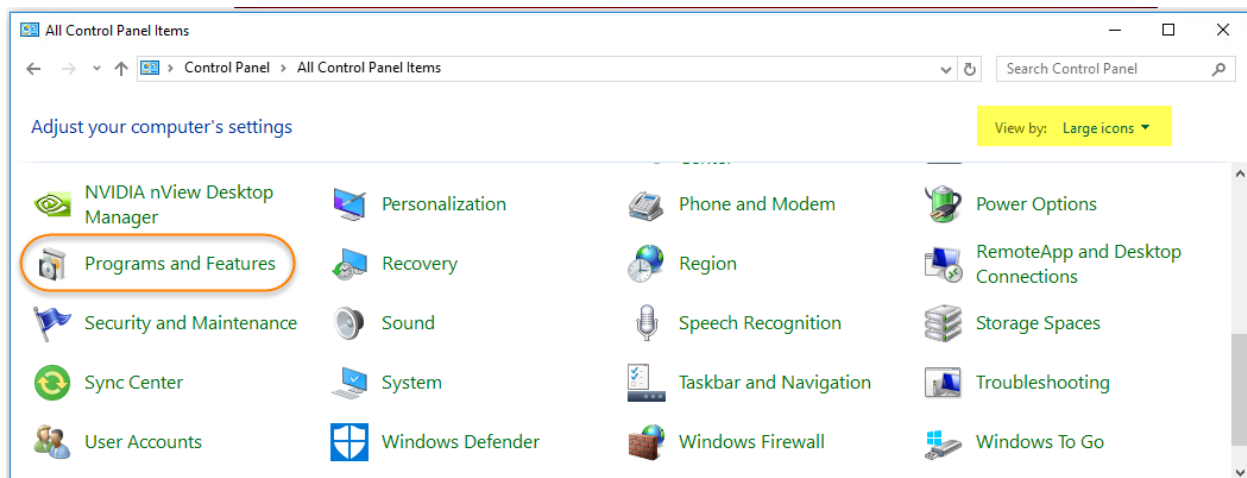 All Control Panel Items
Control Panel > All Control Panel Items
Search Control Panel
Adjust your computer's settings
View by: Large icons
NVIDIA nView Desktop
Manager
Personalization
Phone and Modem
Power Options
Programs and Features
Recovery
Region
RemoteApp and Desktop
Connections
Security and Maintenance
Sound
Speech Recognition
Storage Spaces
Sync Center
System
Taskbar and Navigation
Troubleshooting
User Accounts
Windows Defender
Windows Firewall
Windows To Go